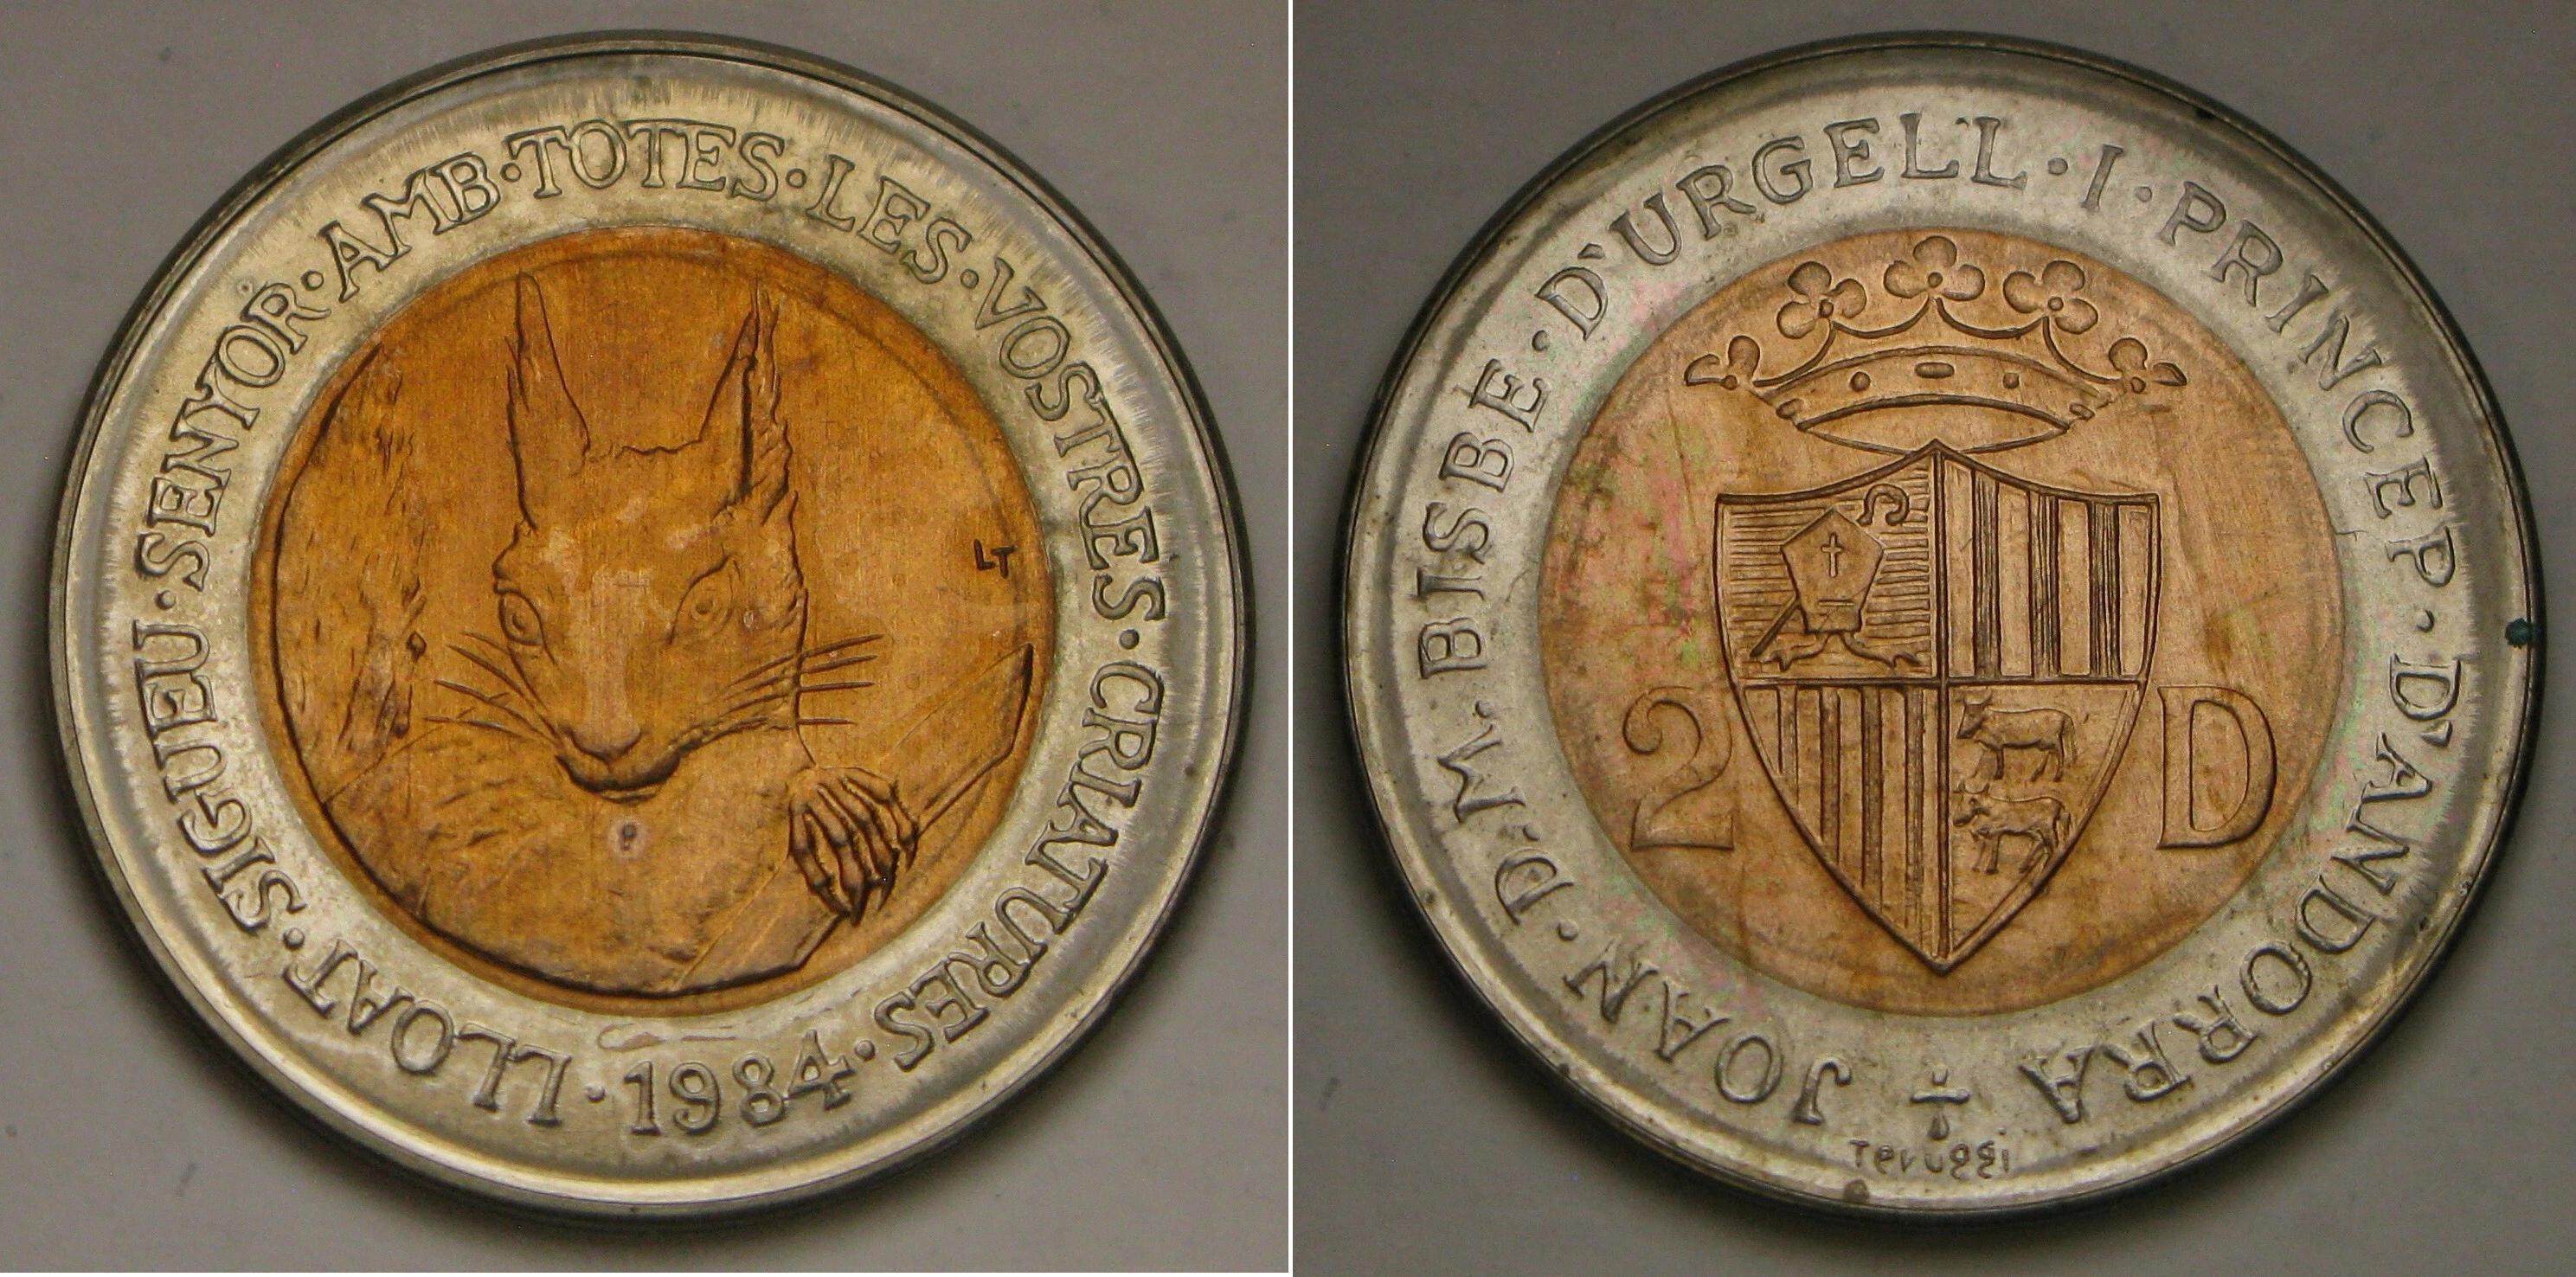 LLOAT·SIGUEU·SENYOR·AMB·TOTES·LES·VOSTRES·CRIATURES·1984·
LT
JOAN·D.M.BISBE·D'URGELL·I·PRINCEP·D'ANDORRA
2 D
Teruggi